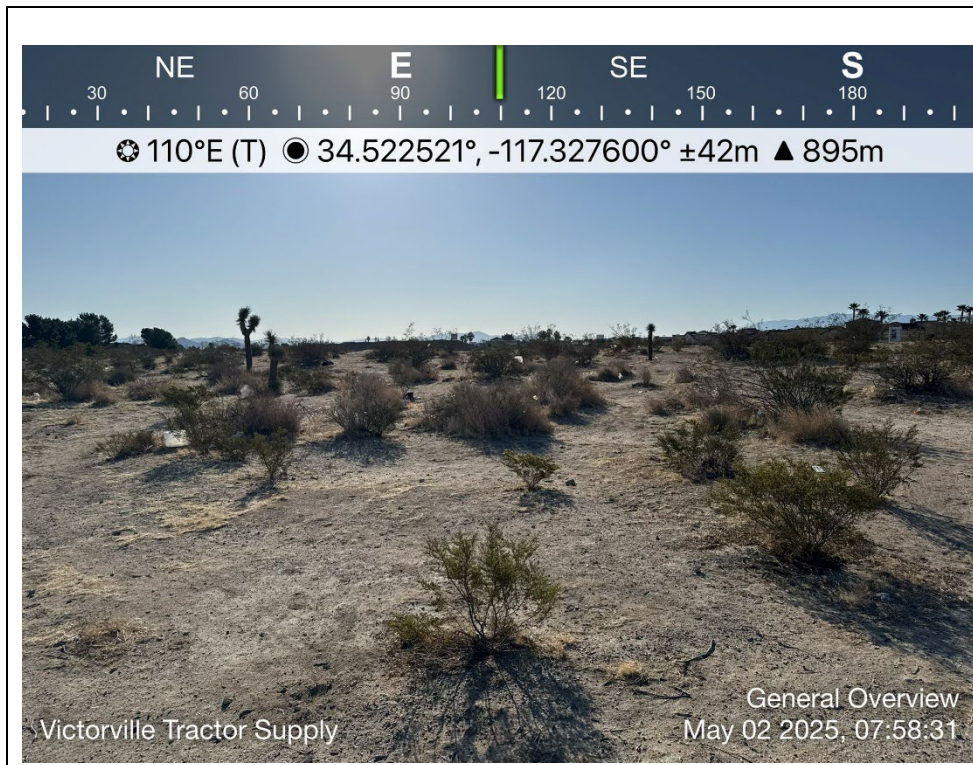 NE E SE S
30 60 90 120 150 180
110°E (T) 34.522521°, -117.327600° ±42m ▲ 895m
Victorville Tractor Supply
General Overview
May 02 2025, 07:58:31